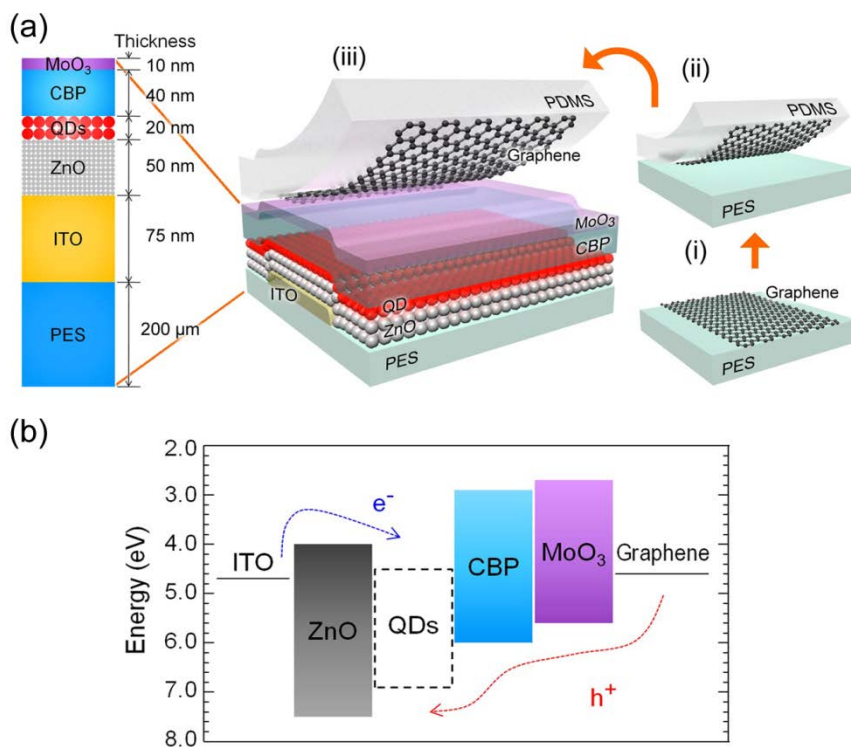 (a)
Thickness
MoO₃
10 nm
CBP
40 nm
QDs
20 nm
ZnO
50 nm
ITO
75 nm
PES
200 μm
(iii)
PDMS
Graphene
MoO₃
CBP
ITO
QD
ZnO
PES
(ii)
PDMS
PES
(i)
Graphene
PES
(b)
Energy (eV)
2.0
3.0
4.0
5.0
6.0
7.0
8.0
e⁻
ITO
ZnO
QDs
CBP
MoO₃
Graphene
h⁺